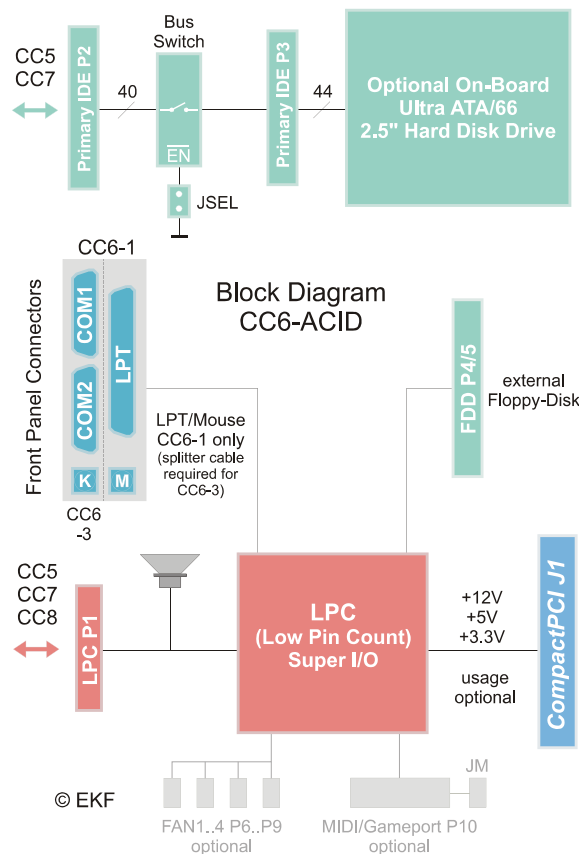 Bus
Switch
CC5
CC7
Primary IDE P2
40
EN
JSEL
Primary IDE P3
44
Optional On-Board
Ultra ATA/66
2.5" Hard Disk Drive
CC6-1
Front Panel Connectors
COM1
COM2
LPT
K
M
CC6
-3
Block Diagram
CC6-ACID
LPT/Mouse
CC6-1 only
(splitter cable
required for
CC6-3)
FDD P4/5
external
Floppy-Disk
CC5
CC7
CC8
LPC P1
LPC
(Low Pin Count)
Super I/O
+12V
+5V
+3.3V
usage
optional
CompactPCI J1
© EKF
FAN1..4 P6..P9
optional
JM
MIDI/Gameport P10
optional